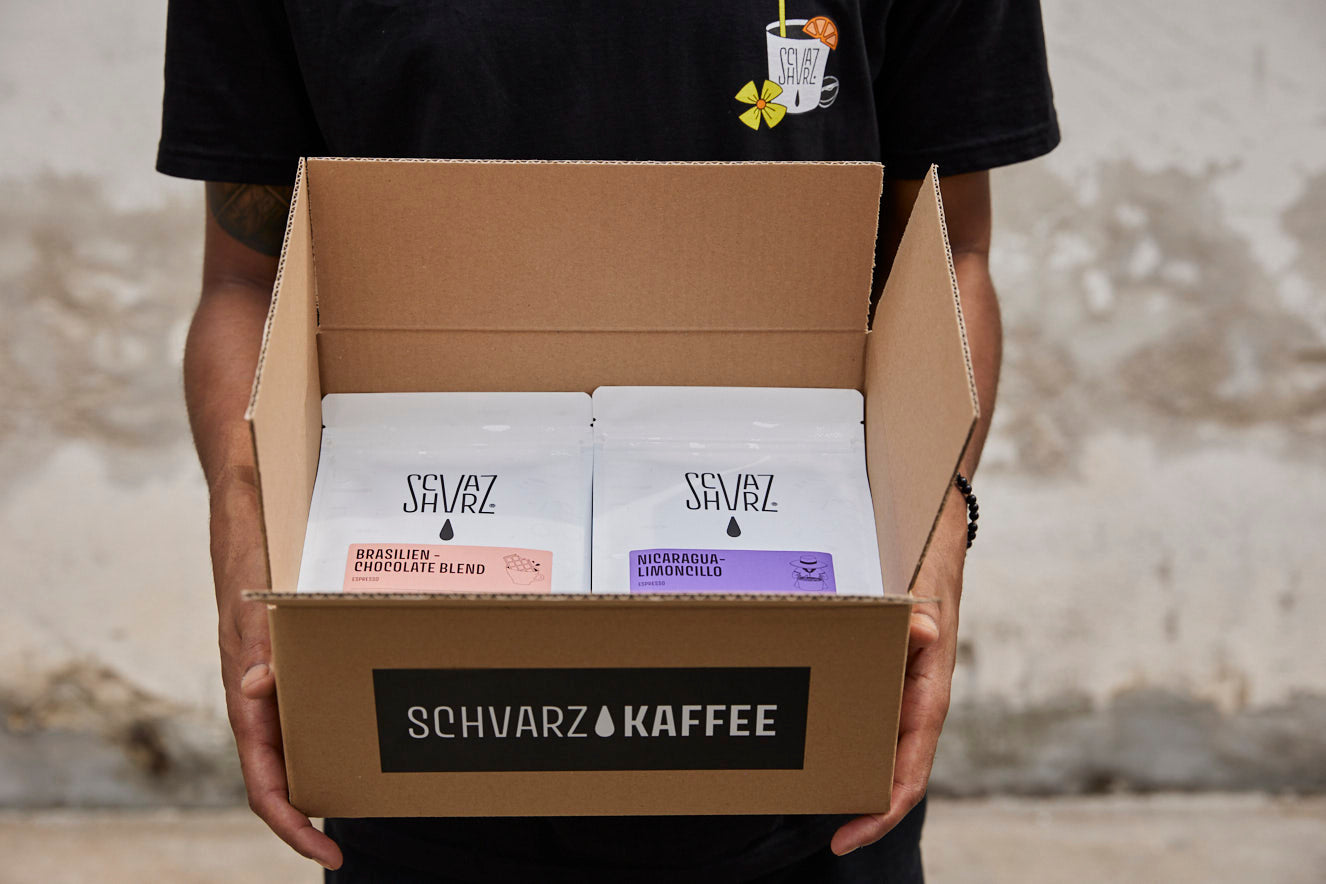 SCHVARZ
SCHVARZ®
BRASILIEN -
CHOCOLATE BLEND
ESPRESSO
SCHVARZ®
NICARAGUA-
LIMONCILLO
ESPRESSO
SCHVARZ KAFFEE